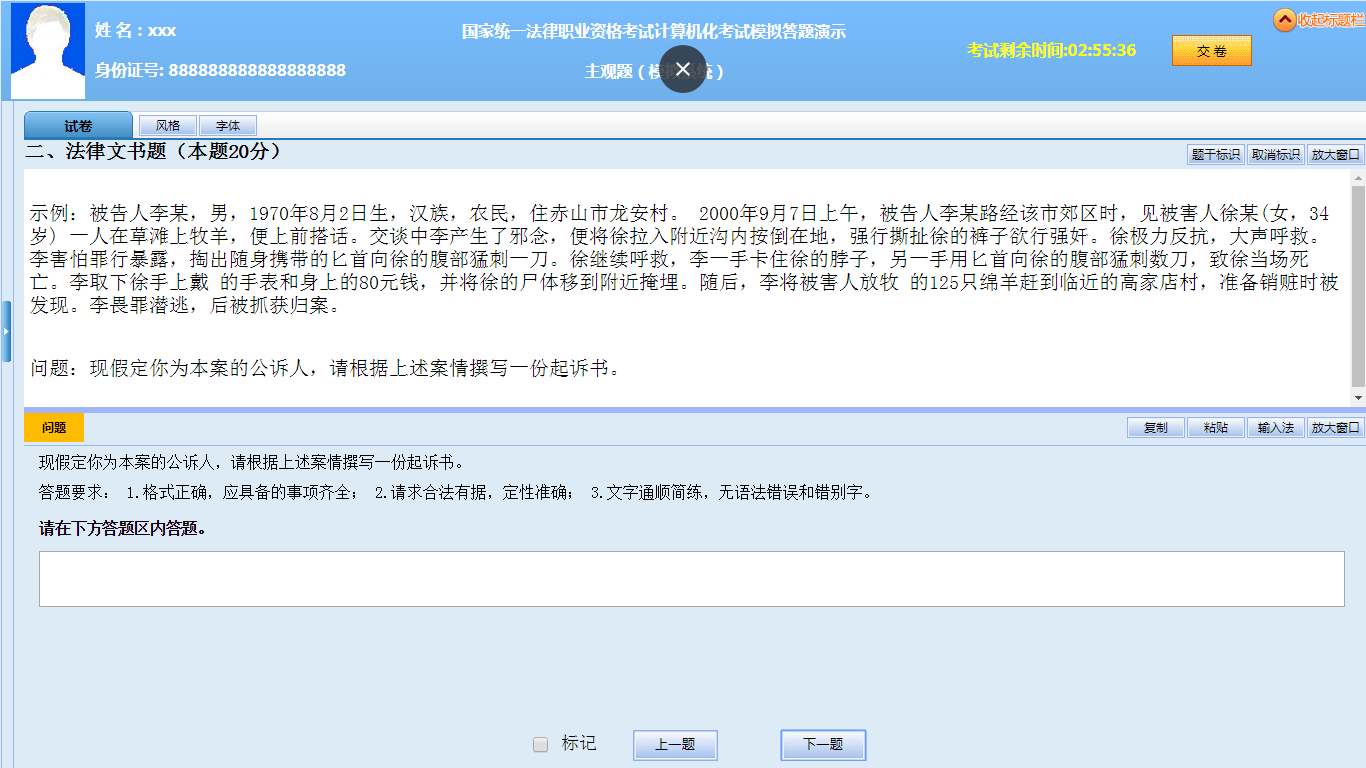 姓 名：xxx
国家统一法律职业资格考试计算机化考试模拟答题演示
收起标题栏
考试剩余时间:02:55:36
交 卷
身份证号: 888888888888888888
主观题（模拟系统）
试卷
风格
字体
二、法律文书题（本题20分）
题干标识
取消标识
放大窗口
示例：被告人李某，男，1970年8月2日生，汉族，农民，住赤山市龙安村。 2000年9月7日上午，被告人李某路经该市郊区时，见被害人徐某(女，34
岁) 一人在草滩上牧羊，便上前搭话。交谈中李产生了邪念，便将徐拉入附近沟内按倒在地，强行撕扯徐的裤子欲行强奸。徐极力反抗，大声呼救。
李害怕罪行暴露，掏出随身携带的匕首向徐的腹部猛刺一刀。徐继续呼救，李一手卡住徐的脖子，另一手用匕首向徐的腹部猛刺数刀，致徐当场死
亡。李取下徐手上戴 的手表和身上的80元钱，并将徐的尸体移到附近掩埋。随后，李将被害人放牧 的125只绵羊赶到临近的高家店村，准备销赃时被
发现。李畏罪潜逃，后被抓获归案。
问题：现假定你为本案的公诉人，请根据上述案情撰写一份起诉书。
问题
复制
粘贴
输入法
放大窗口
现假定你为本案的公诉人，请根据上述案情撰写一份起诉书。
答题要求： 1.格式正确，应具备的事项齐全； 2.请求合法有据，定性准确； 3.文字通顺简练，无语法错误和错别字。
请在下方答题区内答题。
标记
上一题
下一题